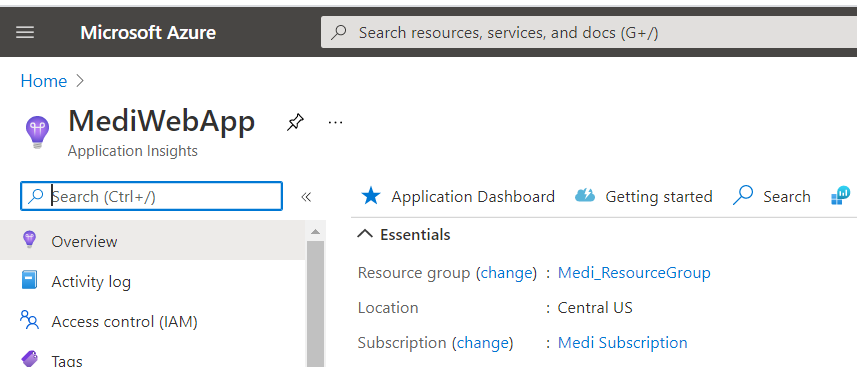 Microsoft Azure
Search resources, services, and docs (G+/)
Home
MediWebApp
...
Application Insights
Search (Ctrl+/)
«
Application Dashboard
Getting started
Search
Overview
Activity log
Access control (IAM)
Tags
Essentials
Resource group (change) : Medi_ResourceGroup
Location : Central US
Subscription (change) : Medi Subscription